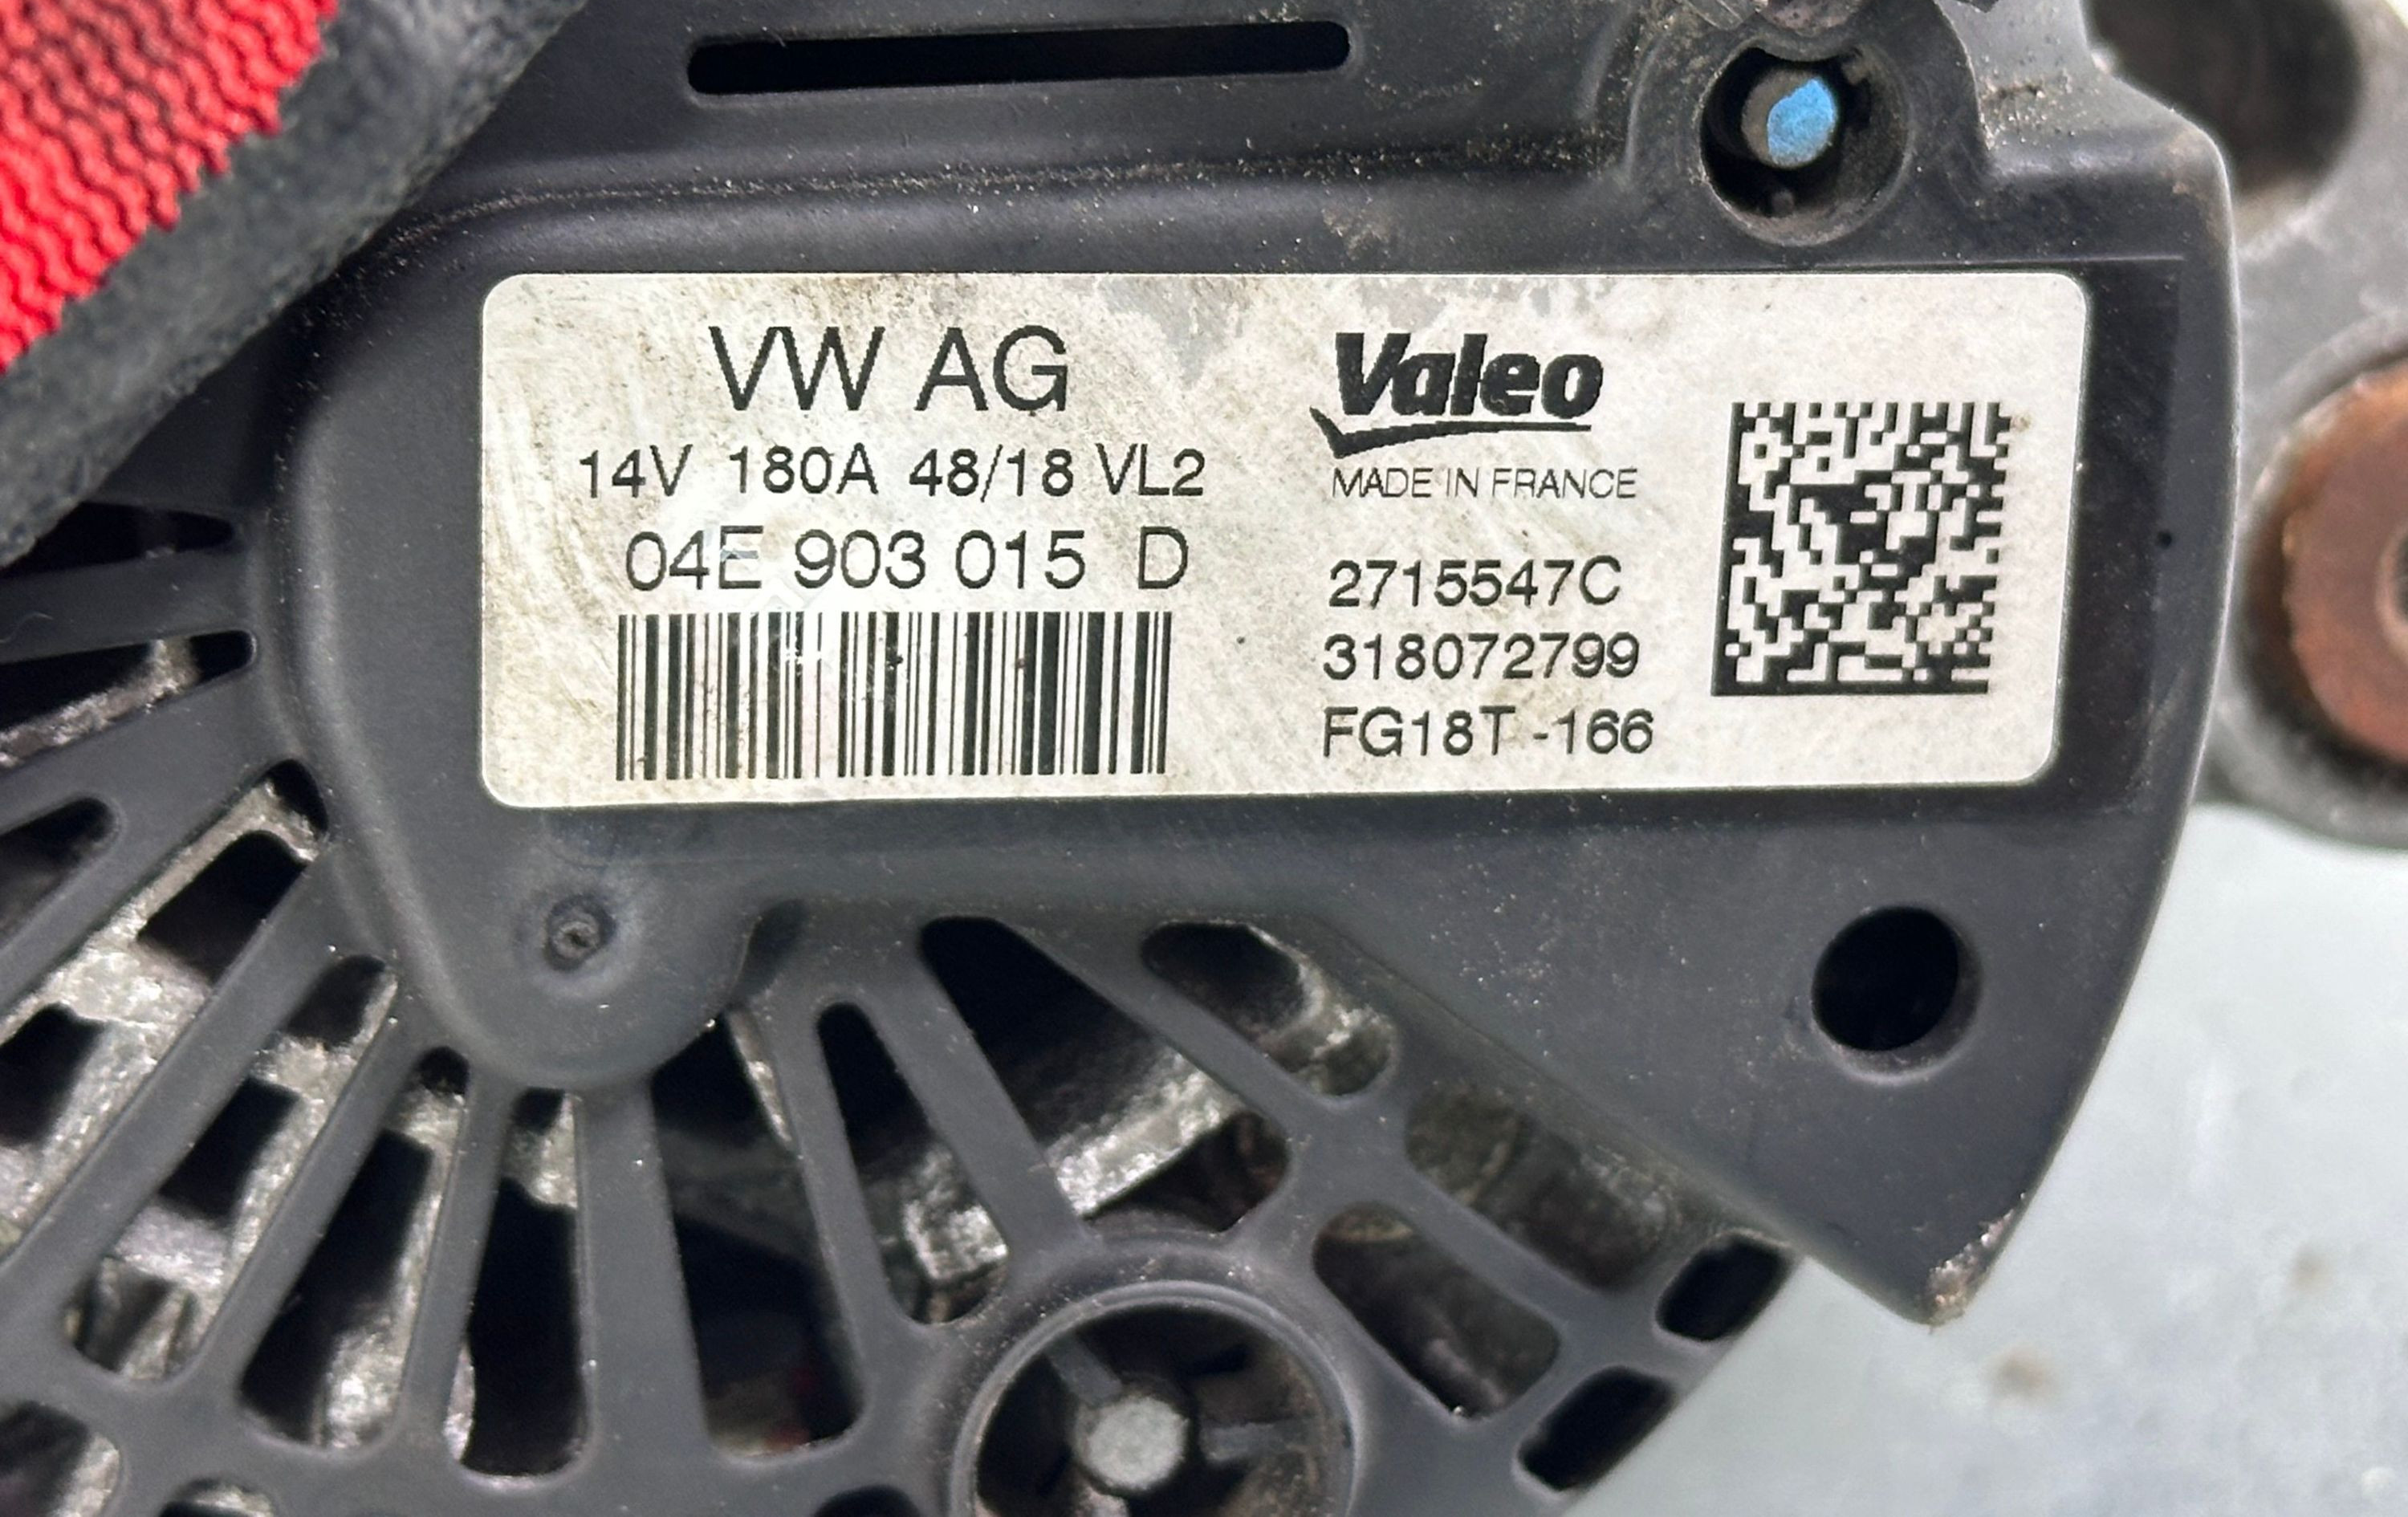 VW AG
14V 180A 48/18 VL2
04E 903 015 D
Valeo
MADE IN FRANCE
2715547C
318072799
FG18T -166